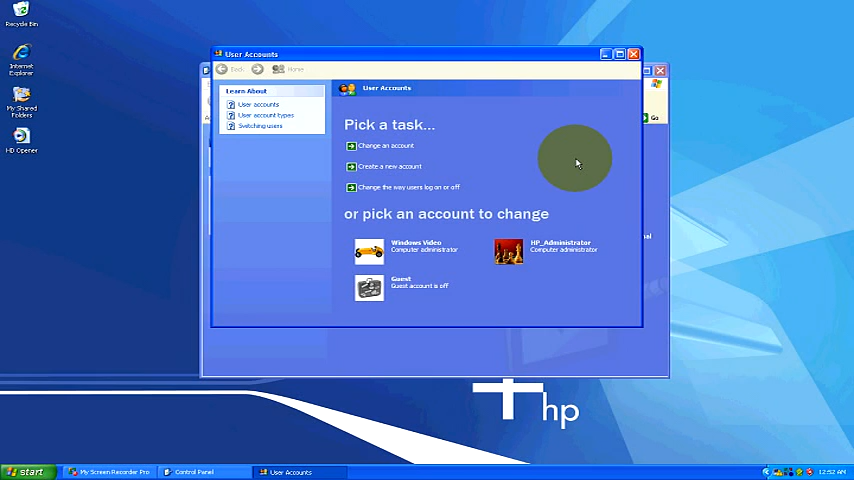 Recycle Bin
Internet
Explorer
My Shared
Folders
HD Opener
User Accounts
Back
Home
Go
Learn About
User accounts
User account types
Switching users
User Accounts
Pick a task...
Change an account
Create a new account
Change the way users log on or off
or pick an account to change
Windows Video
Computer administrator
HP_Administrator
Computer administrator
Guest
Guest account is off
hp
start
My Screen Recorder Pro
Control Panel
User Accounts
12:52 AM